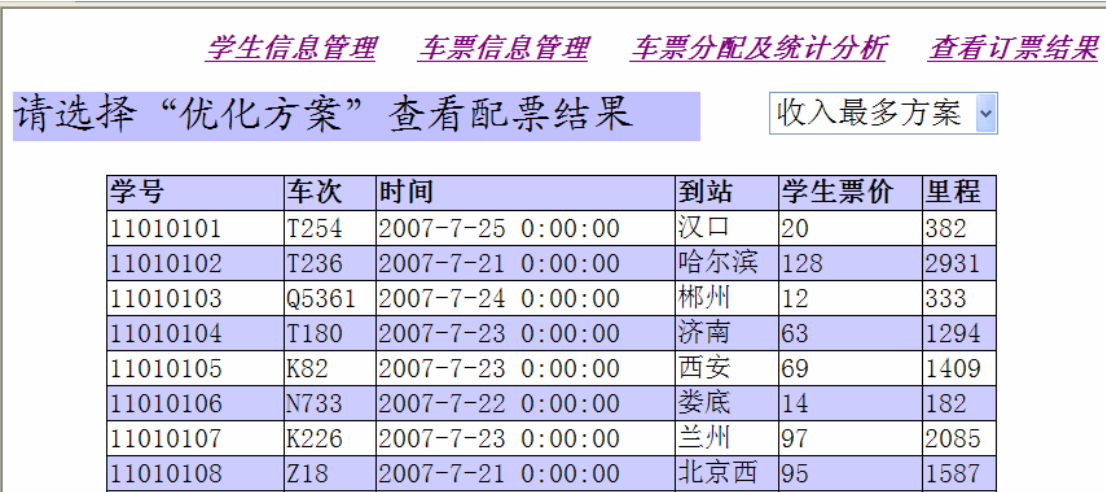 学生信息管理 车票信息管理 车票分配及统计分析 查看订票结果
请选择“优化方案”查看配票结果 收入最多方案
学号 车次 时间 到站 学生票价 里程
11010101 T254 2007-7-25 0:00:00 汉口 20 382
11010102 T236 2007-7-21 0:00:00 哈尔滨 128 2931
11010103 Q5361 2007-7-24 0:00:00 郴州 12 333
11010104 T180 2007-7-23 0:00:00 济南 63 1294
11010105 K82 2007-7-23 0:00:00 西安 69 1409
11010106 N733 2007-7-22 0:00:00 娄底 14 182
11010107 K226 2007-7-23 0:00:00 兰州 97 2085
11010108 Z18 2007-7-21 0:00:00 北京西 95 1587